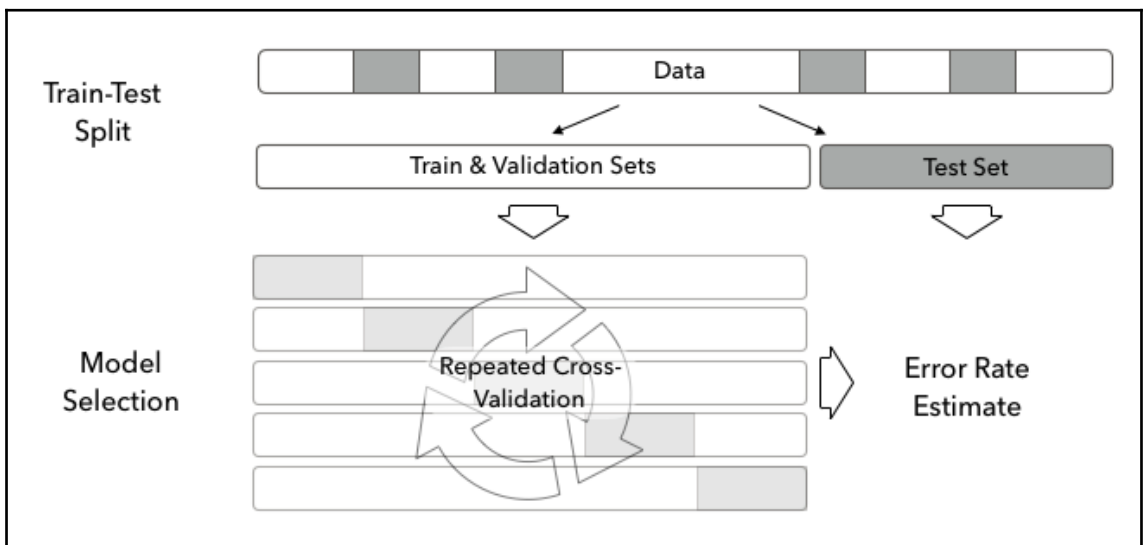 Data
Train-Test
Split
Train & Validation Sets
Test Set
Model
Selection
Repeated Cross-
Validation
Error Rate
Estimate